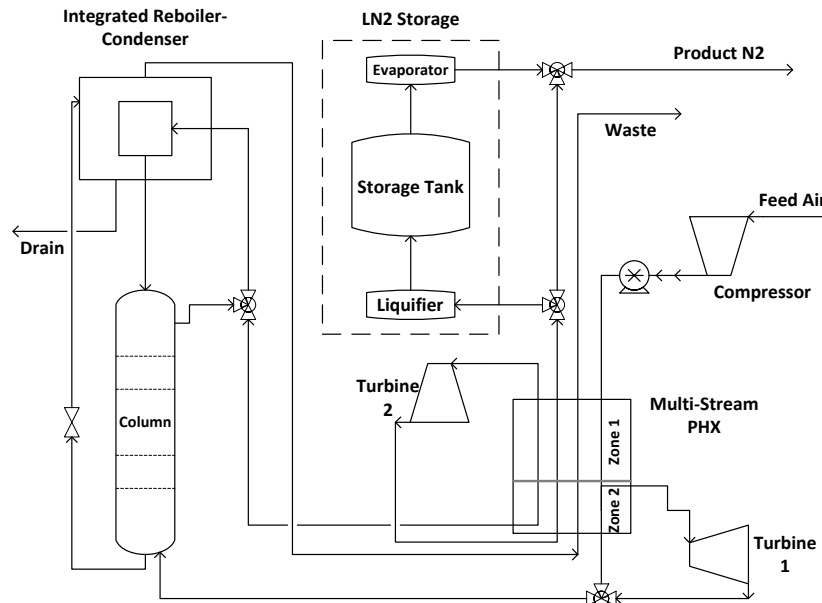 Integrated Reboiler-
Condenser
LN2 Storage
Evaporator
Product N2
Waste
Storage Tank
Feed Air
Drain
Compressor
Liquifier
Turbine
2
Multi-Stream
PHX
Zone 1
Column
Zone 2
Turbine
1